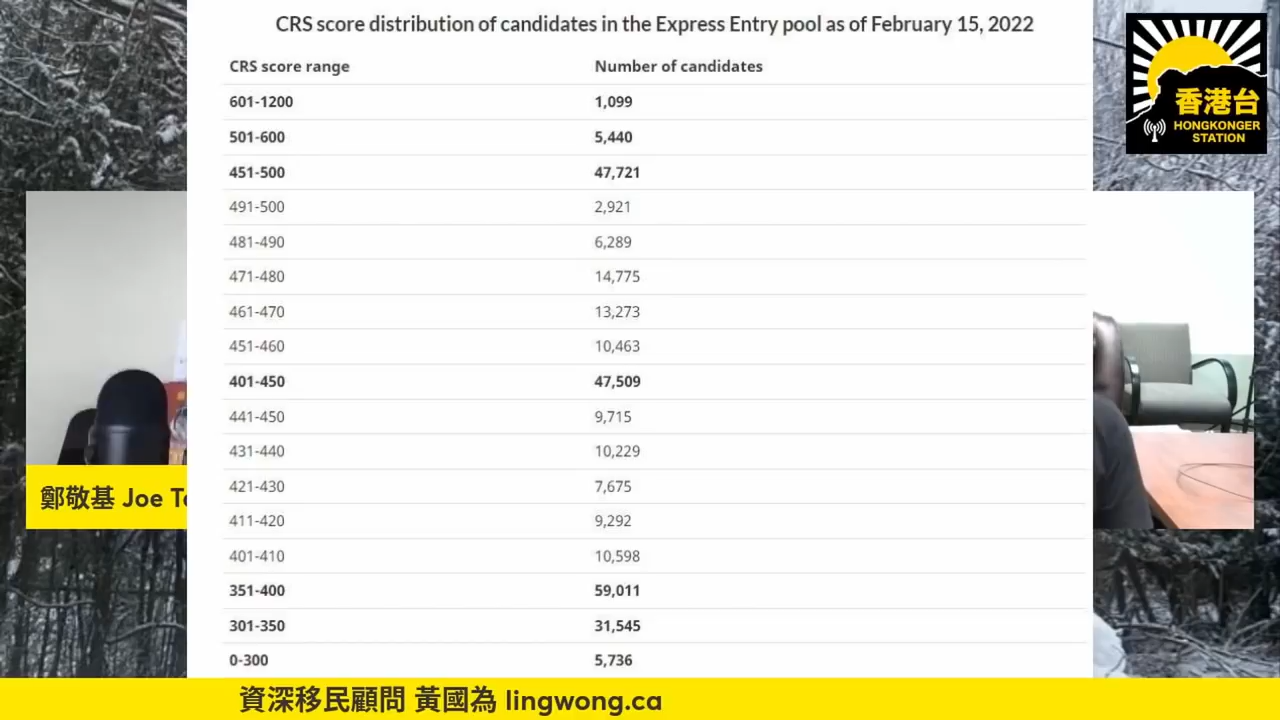 CRS score distribution of candidates in the Express Entry pool as of February 15, 2022
CRS score range Number of candidates
601-1200 1,099
501-600 5,440
451-500 47,721
491-500 2,921
481-490 6,289
471-480 14,775
461-470 13,273
451-460 10,463
401-450 47,509
441-450 9,715
431-440 10,229
421-430 7,675
411-420 9,292
401-410 10,598
351-400 59,011
301-350 31,545
0-300 5,736
香港台
HONGKONGER
STATION
鄭敬基 Joe
資深移民顧問 黃國為 lingwong.ca